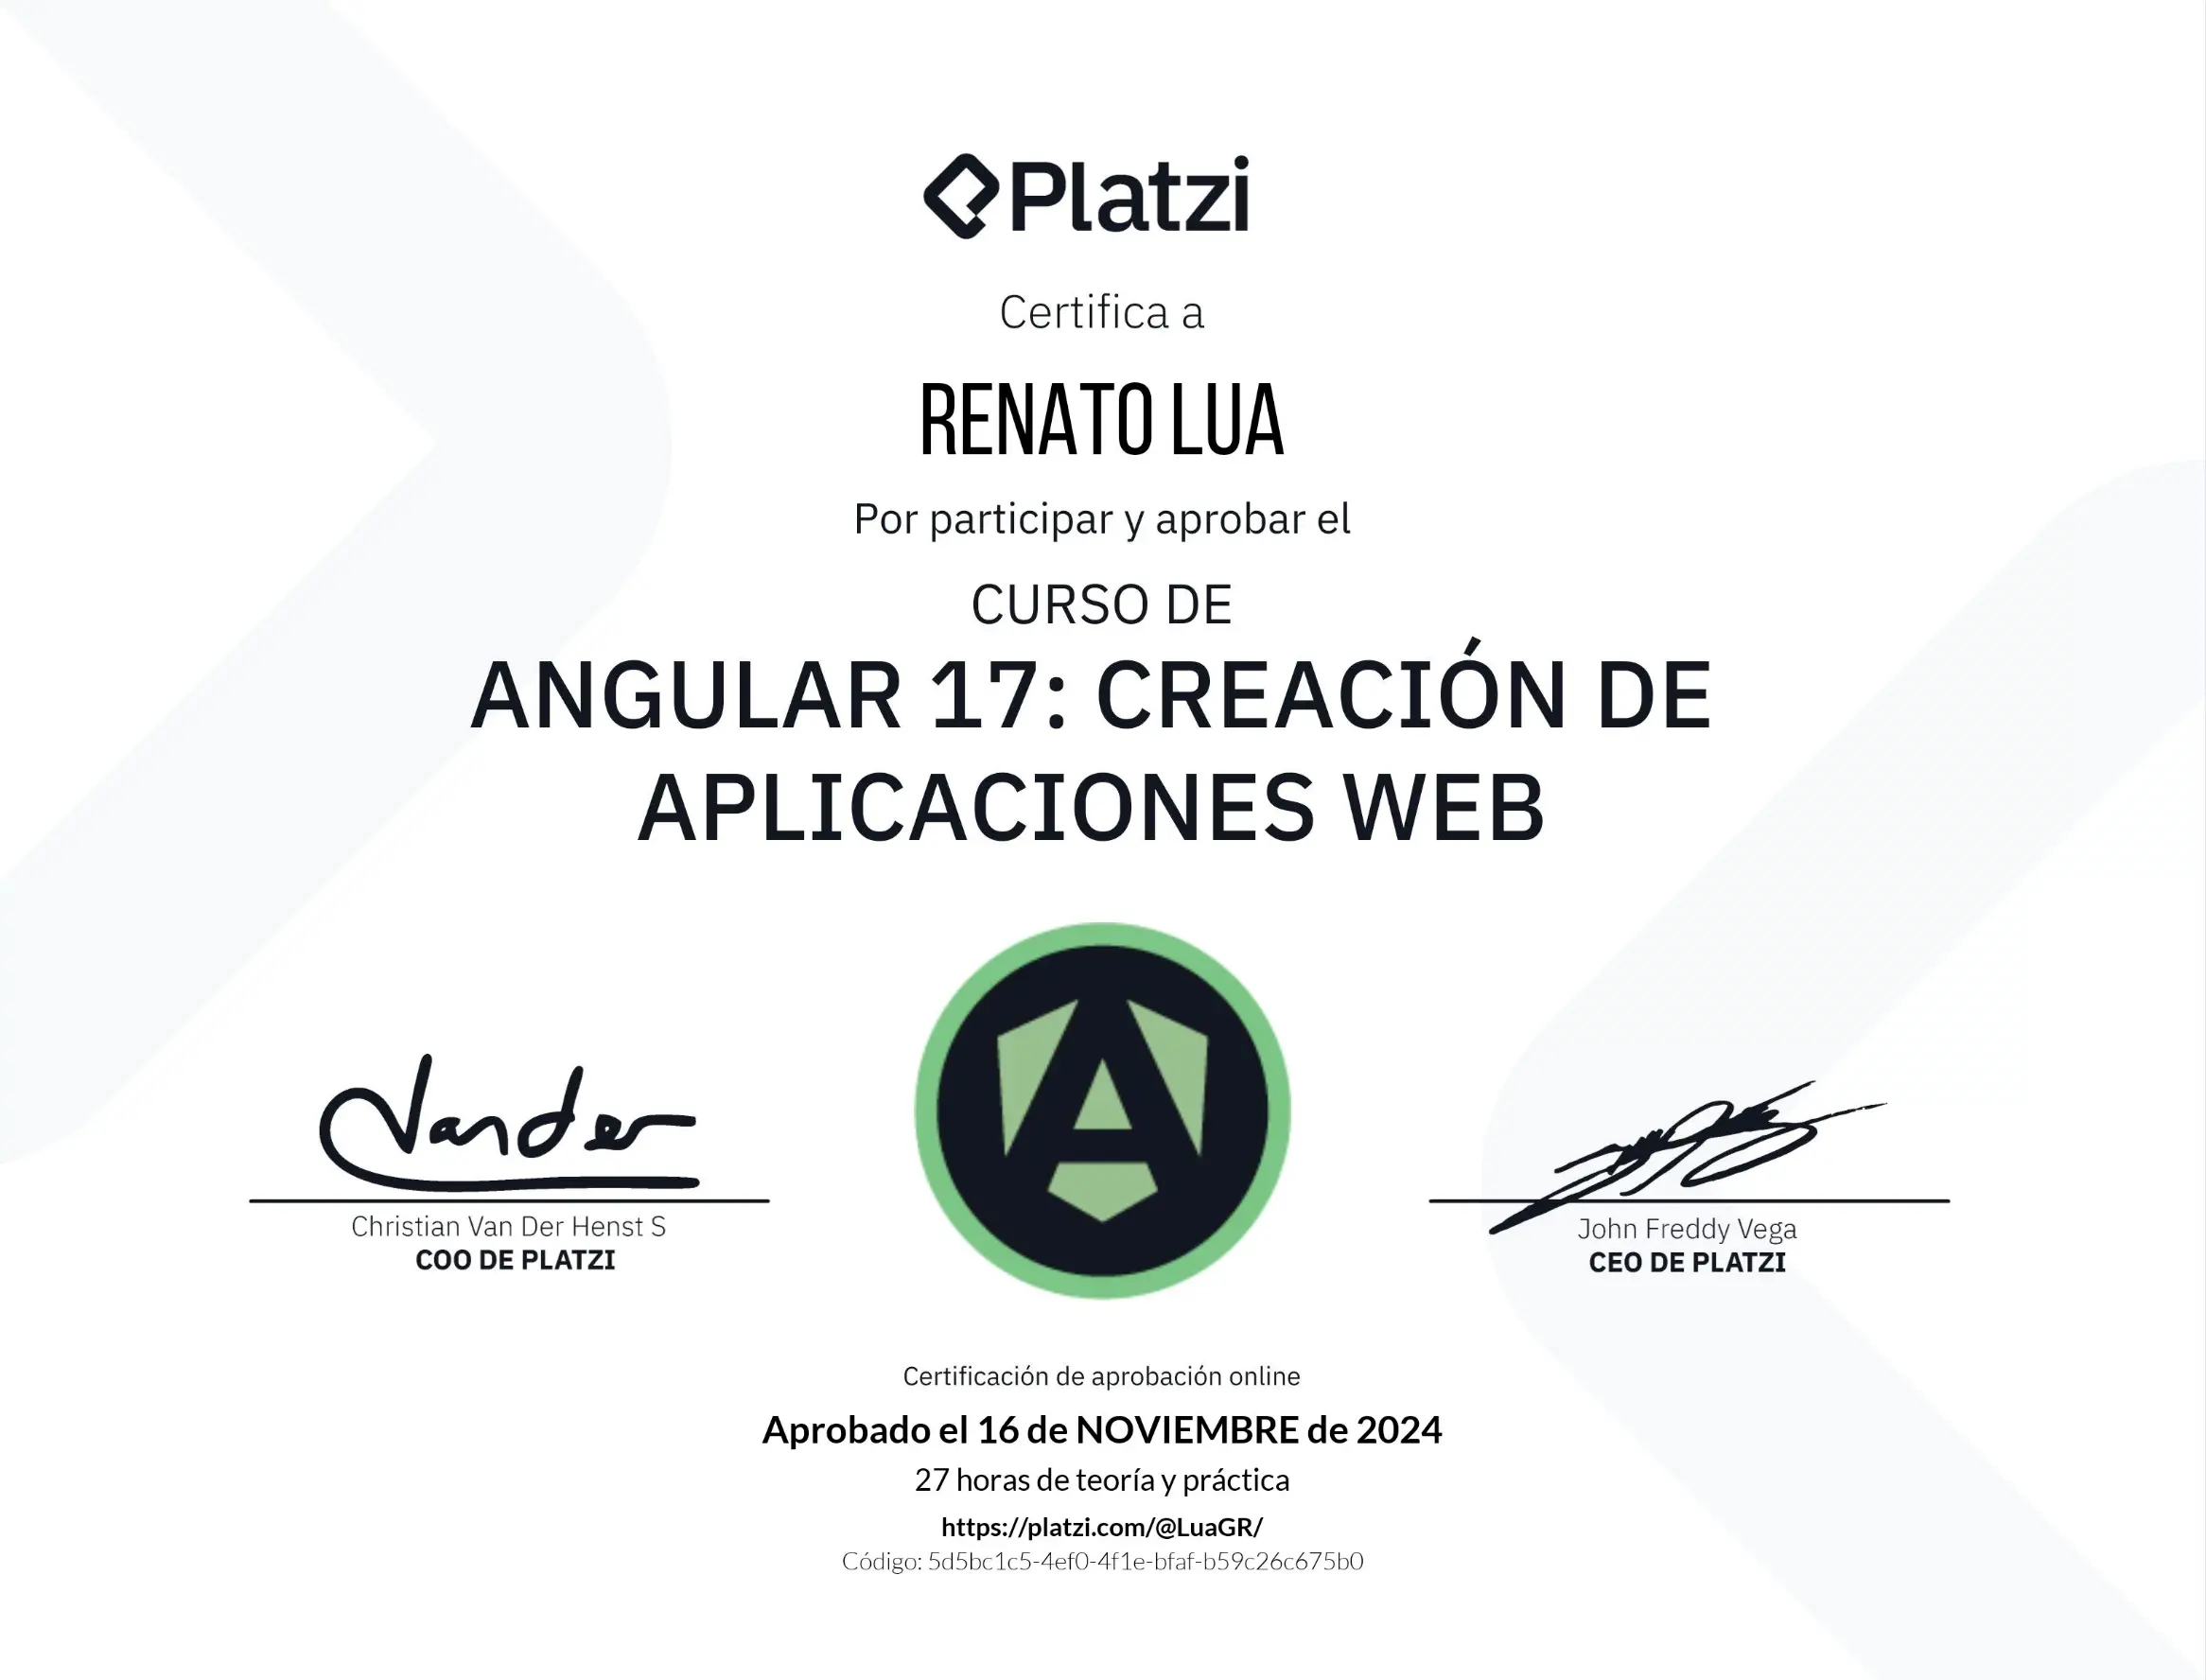 Platzi
Certifica a
RENATO LUA
Por participar y aprobar el
CURSO DE
ANGULAR 17: CREACIÓN DE
APLICACIONES WEB
Vander
Christian Van Der Henst S
COO DE PLATZI
John Freddy Vega
CEO DE PLATZI
Certificación de aprobación online
Aprobado el 16 de NOVIEMBRE de 2024
27 horas de teoría y práctica
https://platzi.com/@LuaGR/
Código: 5d5bc1c5-4ef0-4f1e-bfaf-b59c26c675b0